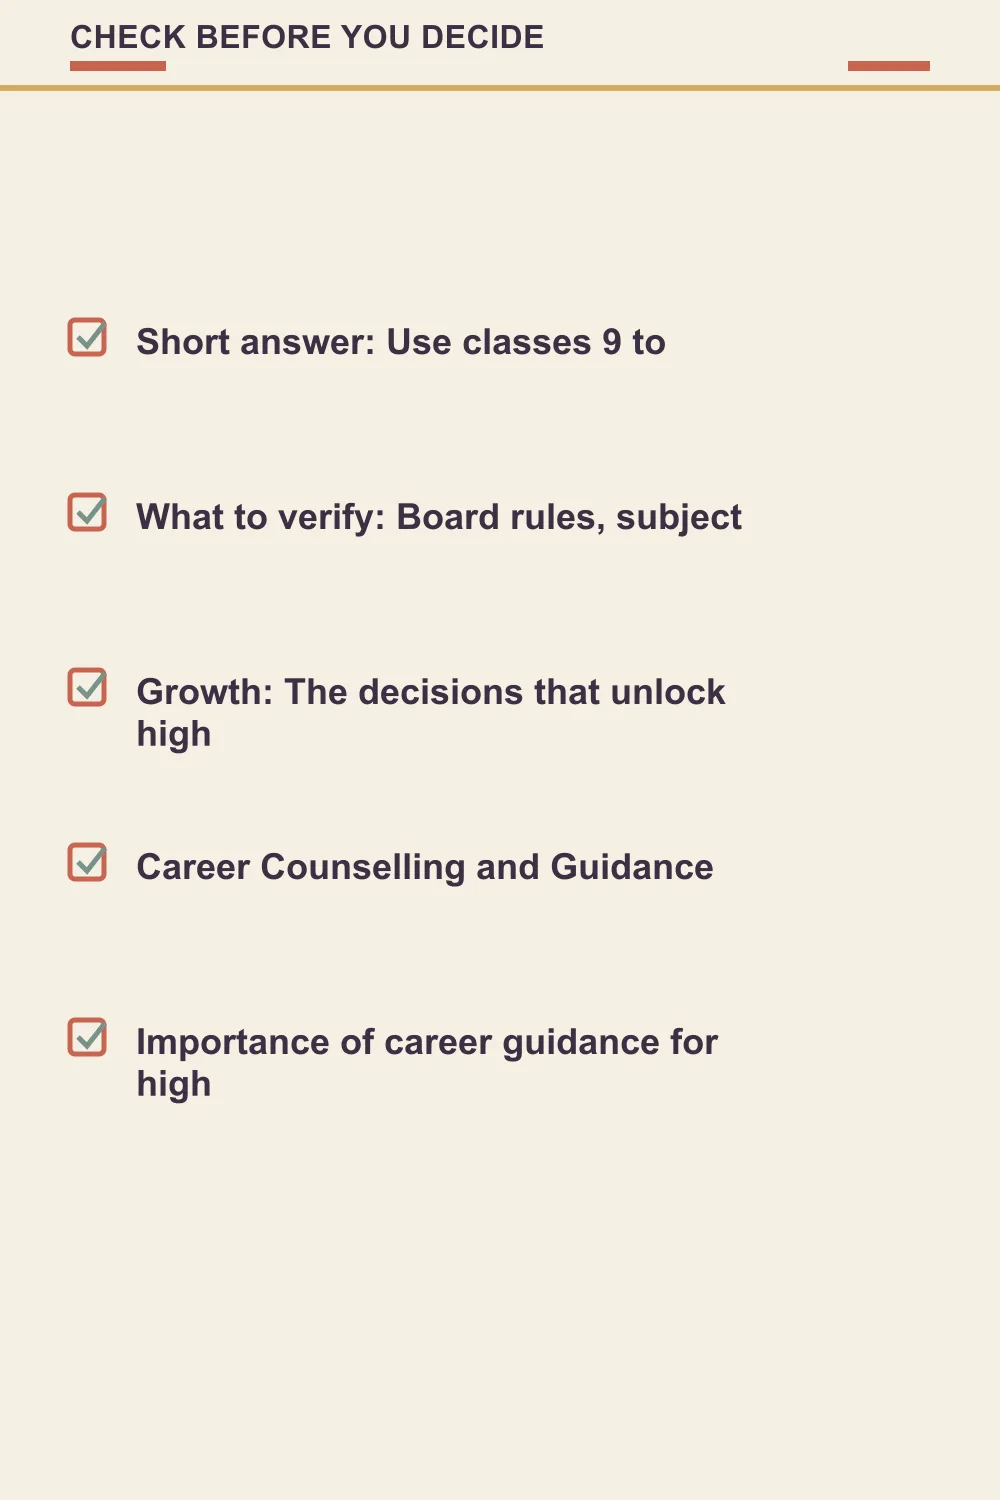 CHECK BEFORE YOU DECIDE
Short answer: Use classes 9 to
What to verify: Board rules, subject
Growth: The decisions that unlock
high
Career Counselling and Guidance
Importance of career guidance for
high